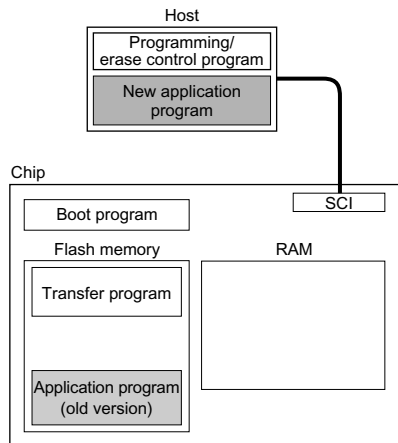 Host
Programming/
erase control program
New application
program
Chip
SCI
Boot program
Flash memory
RAM
Transfer program
Application program
(old version)